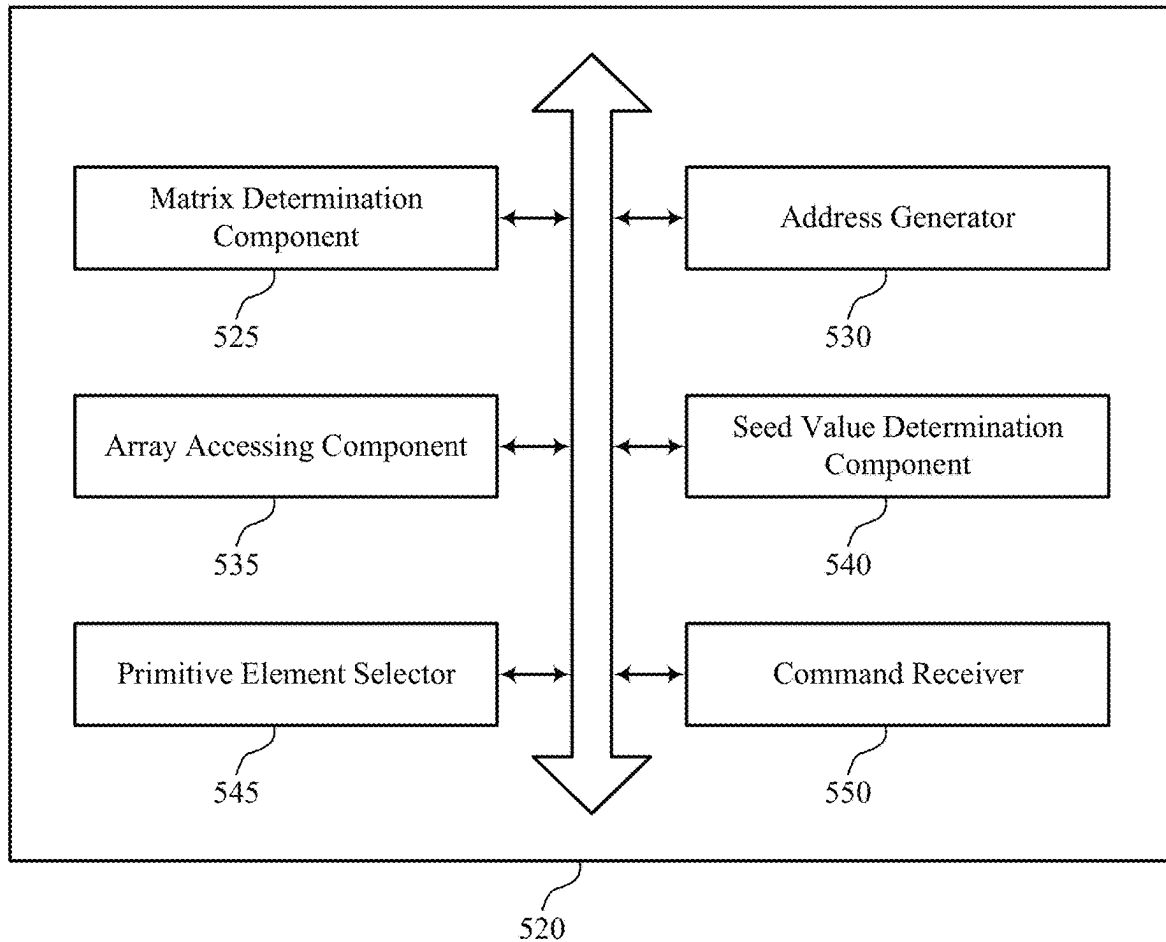 Matrix Determination
Component
525
Address Generator
530
Array Accessing Component
535
Seed Value Determination
Component
540
Primitive Element Selector
545
Command Receiver
550
520